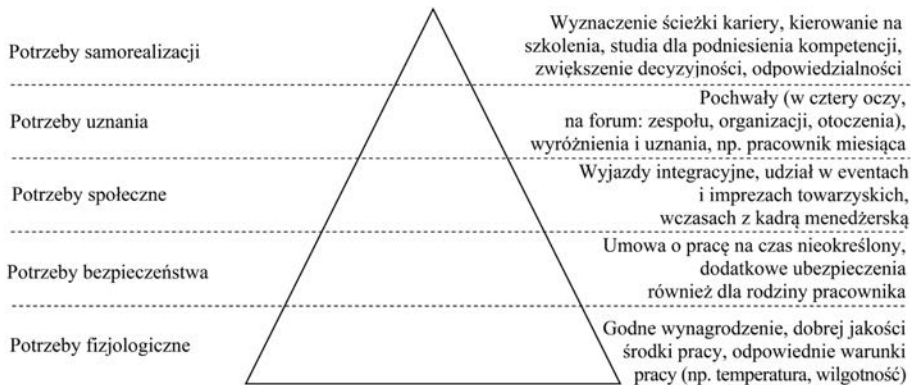 Potrzeby samorealizacji
Wyznaczenie ścieżki kariery, kierowanie na
szkolenia, studia dla podniesienia kompetencji,
zwiększenie decyzyjności, odpowiedzialności
Potrzeby uznania
Pochwały (w cztery oczy,
na forum: zespołu, organizacji, otoczenia),
wyróżnienia i uznania, np. pracownik miesiąca
Potrzeby społeczne
Wyjazdy integracyjne, udział w eventach
i imprezach towarzyskich,
wczasach z kadrą menedżerską
Potrzeby bezpieczeństwa
Umowa o pracę na czas nieokreślony,
dodatkowe ubezpieczenia
również dla rodziny pracownika
Potrzeby fizjologiczne
Godne wynagrodzenie, dobrej jakości
środki pracy, odpowiednie warunki
pracy (np. temperatura, wilgotność)